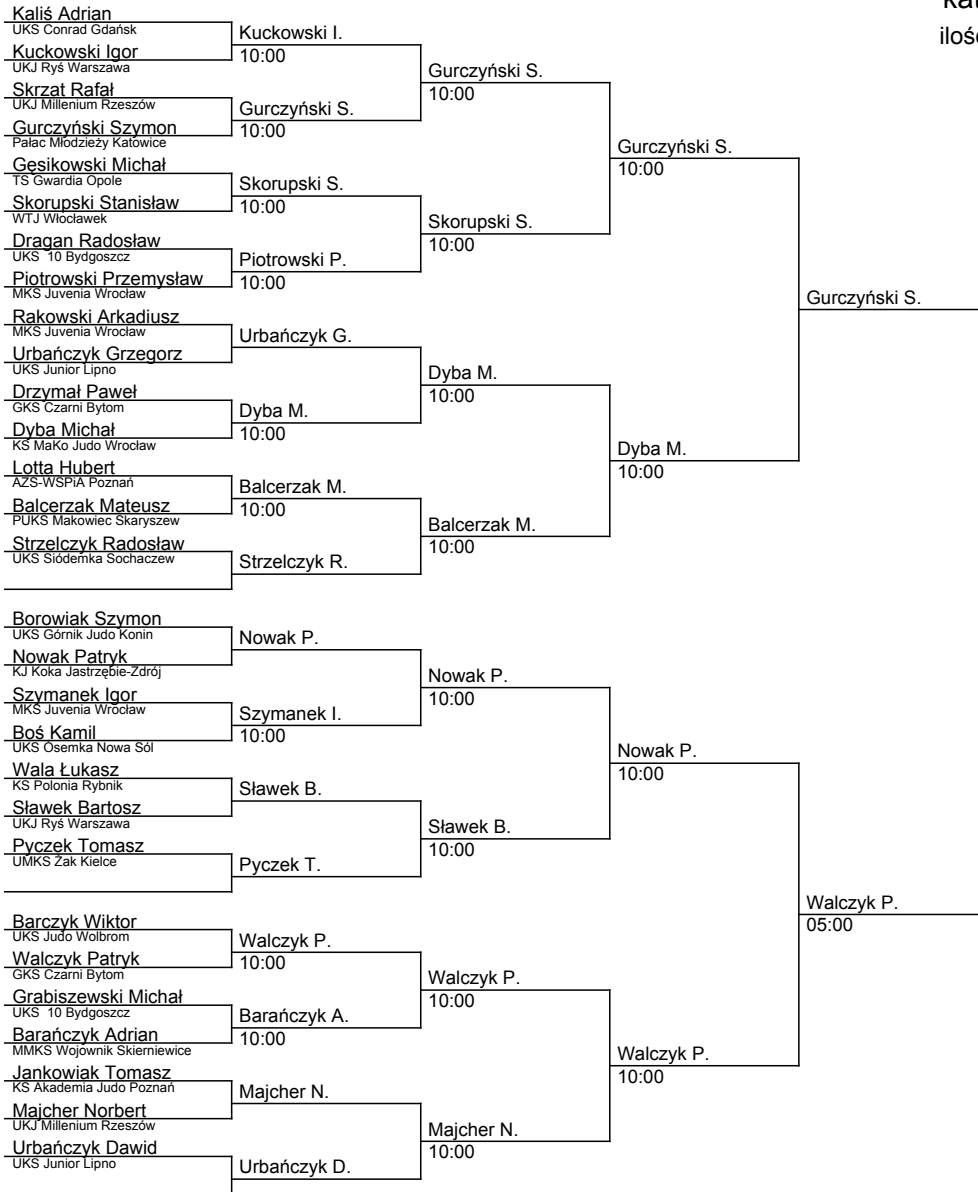 Kaliś Adrian
UKS Conrad Gdańsk
Kuckowski Igor
UKJ Ryś Warszawa
Skrzat Rafał
UKJ Millenium Rzeszów
Gurczyński Szymon
Pałac Młodzieży Katowice
Gęsikowski Michał
TS Gwardia Opole
Skorupski Stanisław
WTJ Włocławek
Dragan Radosław
UKS 10 Bydgoszcz
Piotrowski Przemysław
MKS Juvenia Wrocław
Rakowski Arkadiusz
MKS Juvenia Wrocław
Urbańczyk Grzegorz
UKS Junior Lipno
Drzymał Paweł
GKS Czarni Bytom
Dyba Michał
KS MaKo Judo Wrocław
Lotta Hubert
AZS-WSPiA Poznań
Balcerzak Mateusz
PUKS Makowiec Skaryszew
Strzelczyk Radosław
UKS Siódemka Sochaczew
Borowiak Szymon
UKS Górnik Judo Konin
Nowak Patryk
KJ Koka Jastrzębie-Zdrój
Szymanek Igor
MKS Juvenia Wrocław
Boś Kamil
UKS Ósemka Nowa Sól
Wala Łukasz
KS Polonia Rybnik
Sławek Bartosz
UKJ Ryś Warszawa
Pyczek Tomasz
UMKS Żak Kielce
Barczyk Wiktor
UKS Judo Wolbrom
Walczyk Patryk
GKS Czarni Bytom
Grabiszewski Michał
UKS 10 Bydgoszcz
Barańczyk Adrian
MMKS Wojownik Skierniewice
Jankowiak Tomasz
KS Akademia Judo Poznań
Majcher Norbert
UKJ Millenium Rzeszów
Urbańczyk Dawid
UKS Junior Lipno
Kuckowski I.
10:00
Gurczyński S.
10:00
Skorupski S.
10:00
Piotrowski P.
10:00
Urbańczyk G.
Dyba M.
10:00
Balcerzak M.
10:00
Strzelczyk R.
Nowak P.
Szymanek I.
10:00
Sławek B.
Pyczek T.
Walczyk P.
10:00
Barańczyk A.
10:00
Majcher N.
Urbańczyk D.
Gurczyński S.
10:00
Skorupski S.
10:00
Dyba M.
10:00
Balcerzak M.
10:00
Nowak P.
10:00
Sławek B.
10:00
Walczyk P.
10:00
Majcher N.
10:00
Gurczyński S.
10:00
Dyba M.
10:00
Nowak P.
10:00
Walczyk P.
10:00
Gurczyński S.
Walczyk P.
05:00